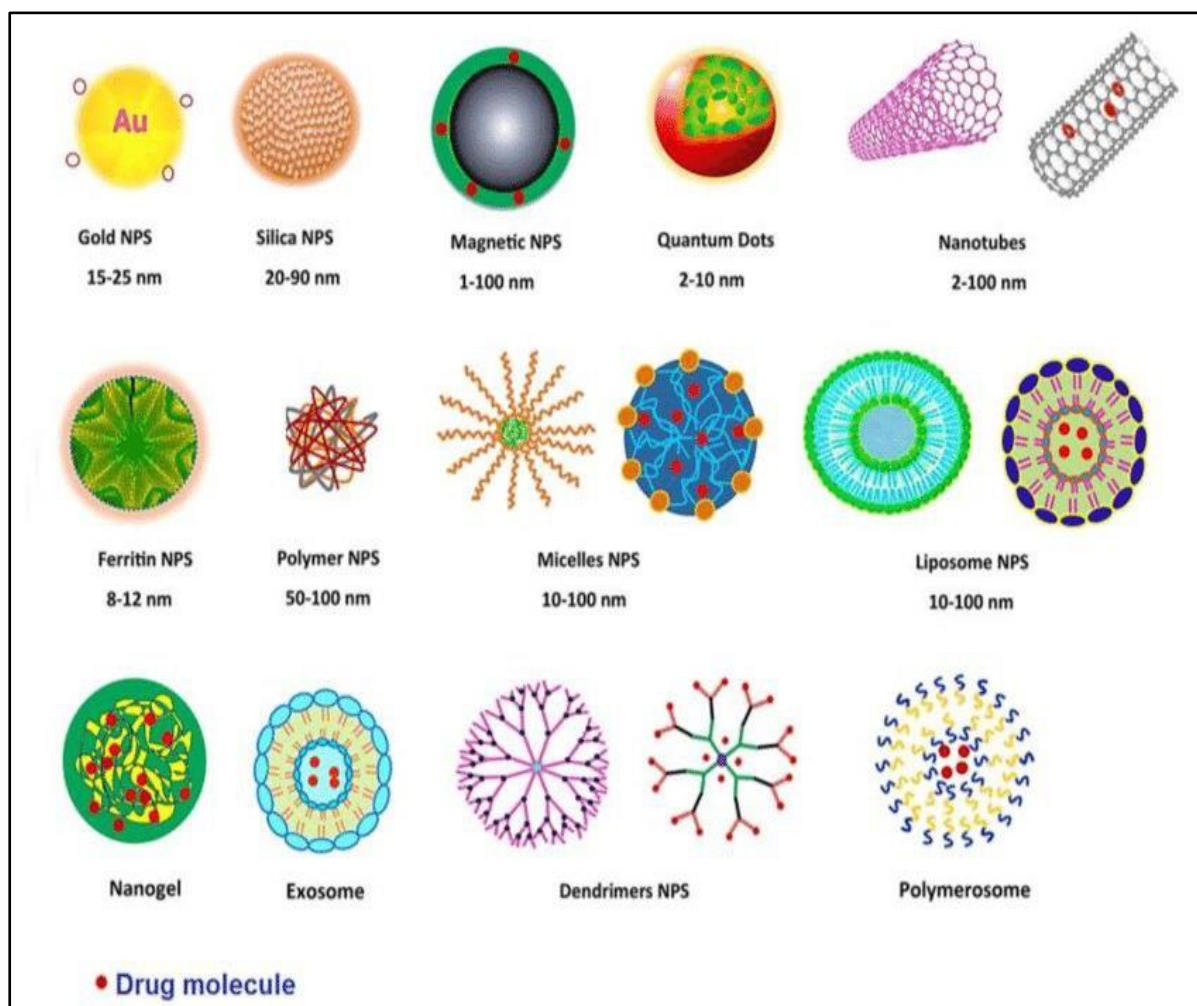 Au
Gold NPS
15-25 nm
Silica NPS
20-90 nm
Magnetic NPS
1-100 nm
Quantum Dots
2-10 nm
Nanotubes
2-100 nm
Ferritin NPS
8-12 nm
Polymer NPS
50-100 nm
Micelles NPS
10-100 nm
Liposome NPS
10-100 nm
Nanogel
Exosome
Dendrimers NPS
Polymerosome
Drug molecule